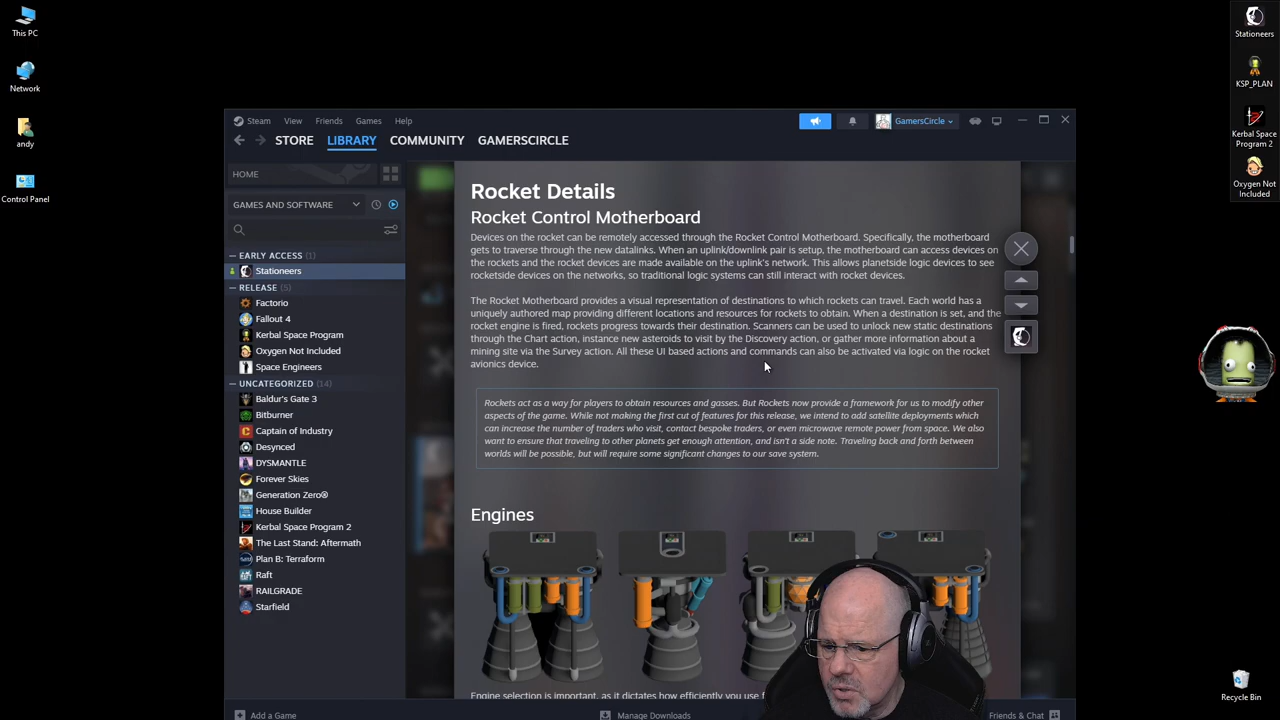 This PC
Network
andy
Control Panel
Stationeers
KSP_PLAN
Kerbal Space
Program 2
Oxygen Not
Included
Recycle Bin
Steam View Friends Games Help
GamersCircle
STORE LIBRARY COMMUNITY GAMERSCIRCLE
HOME
GAMES AND SOFTWARE
EARLY ACCESS (1)
Stationeers
RELEASE (5)
Factorio
Fallout 4
Kerbal Space Program
Oxygen Not Included
Space Engineers
UNCATEGORIZED (14)
Baldur's Gate 3
Bitburner
Captain of Industry
Desynced
DYSMANTLE
Forever Skies
Generation Zero®
House Builder
Kerbal Space Program 2
The Last Stand: Aftermath
Plan B: Terraform
Raft
RAILGRADE
Starfield
Rocket Details
Rocket Control Motherboard
Devices on the rocket can be remotely accessed through the Rocket Control Motherboard. Specifically, the motherboard
gets to traverse through the new datalinks. When an uplink/downlink pair is setup, the motherboard can access devices on
the rockets and the rocket devices are made available on the uplink's network. This allows planetside logic devices to see
rocketside devices on the networks, so traditional logic systems can still interact with rocket devices.
The Rocket Motherboard provides a visual representation of destinations to which rockets can travel. Each world has a
uniquely authored map providing different locations and resources for rockets to obtain. When a destination is set, and the
rocket engine is fired, rockets progress towards their destination. Scanners can be used to unlock new static destinations
through the Chart action, instance new asteroids to visit by the Discovery action, or gather more information about a
mining site via the Survey action. All these UI based actions and commands can also be activated via logic on the rocket
avionics device.
Rockets act as a way for players to obtain resources and gasses. But Rockets now provide a framework for us to modify other
aspects of the game. While not making the first cut of features for this release, we intend to add satellite deployments which
can increase the number of traders who visit, contact bespoke traders, or even microwave remote power from space. We also
want to ensure that traveling to other planets get enough attention, and isn't a side note. Traveling back and forth between
worlds will be possible, but will require some significant changes to our save system.
Engines
Engine selection is important, as it dictates how efficiently you use
Add a Game
Manage Downloads
Friends & Chat